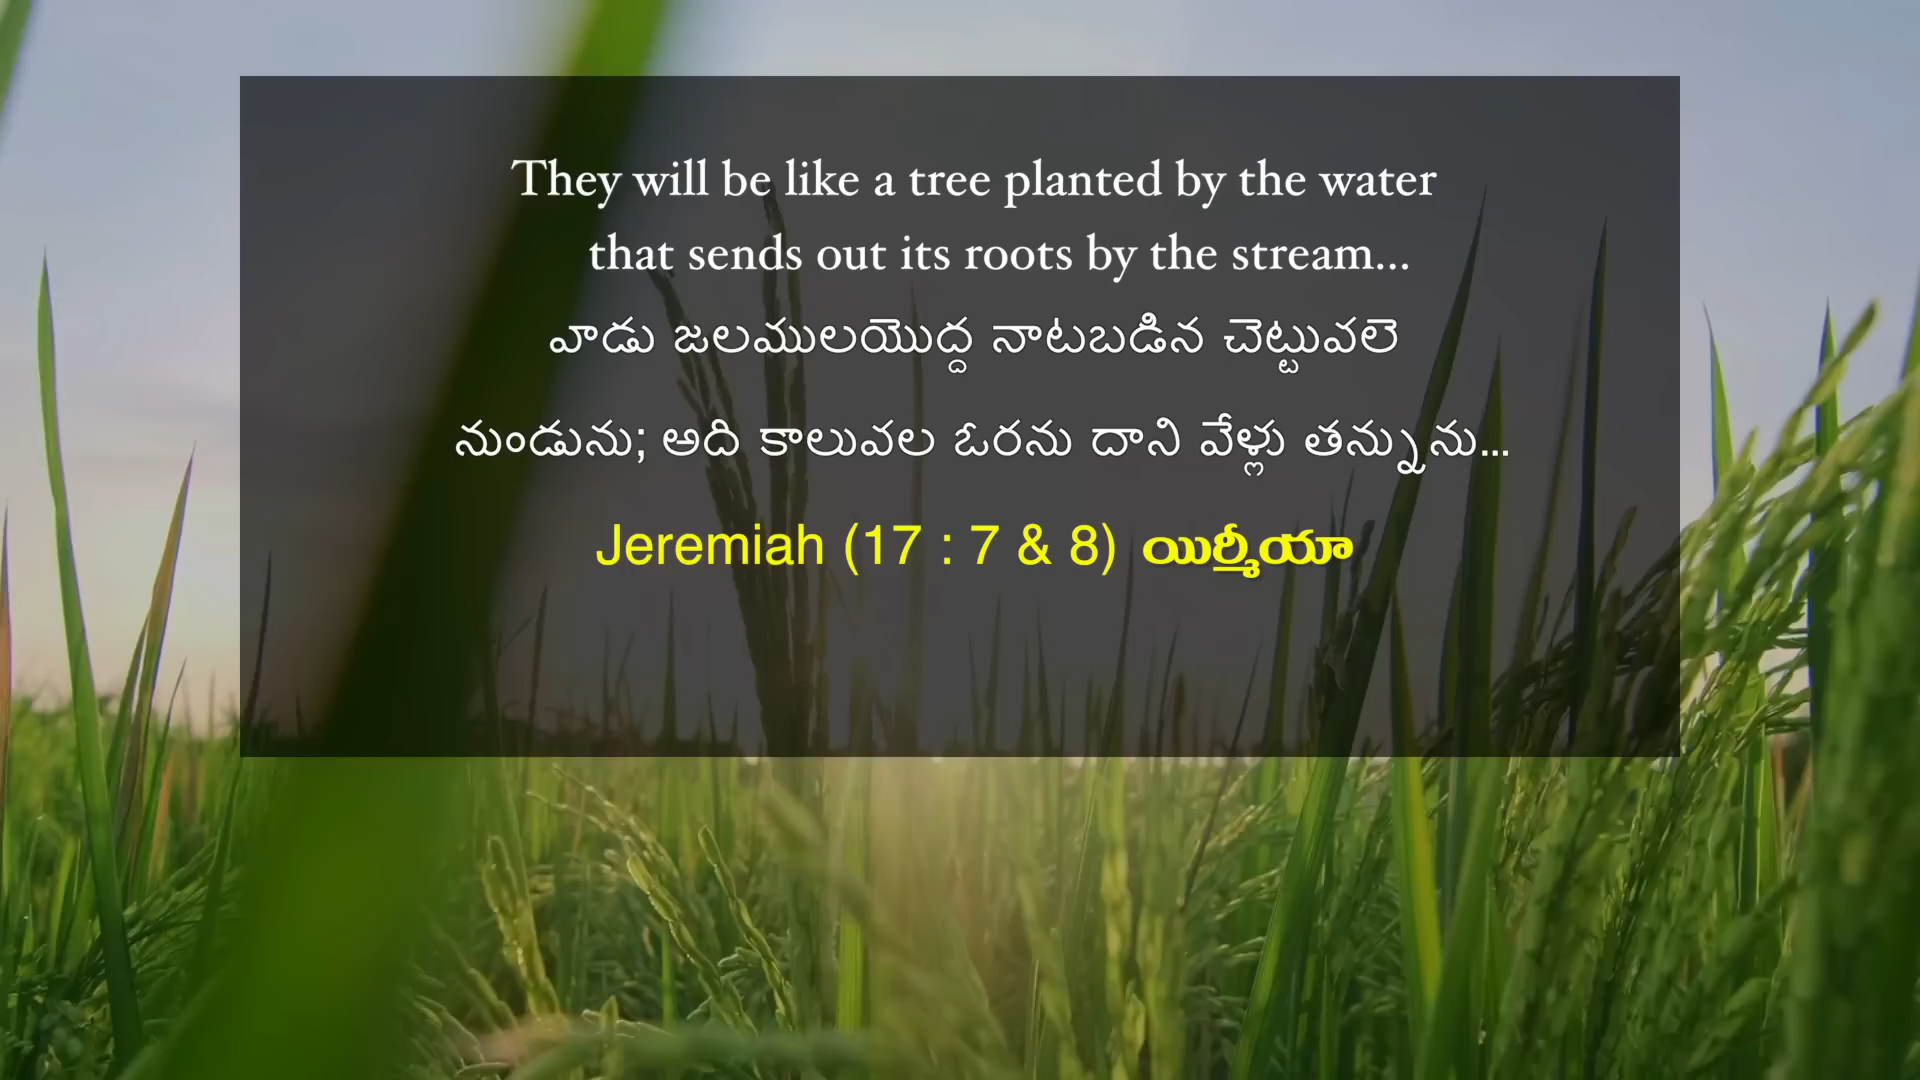 They will be like a tree planted by the water
that sends out its roots by the stream...
వాడు జలములయొద్ద నాటబడిన చెట్టువలె
నుండును; అది కాలువల ఓరను దాని వేళ్లు తన్నును...
Jeremiah (17 : 7 & 8) యిర్మీయా